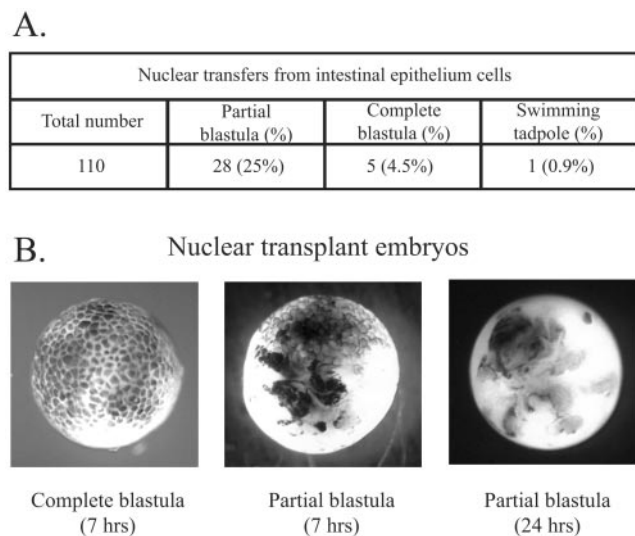 A.
Nuclear transfers from intestinal epithelium cells
Total number
Partial
blastula (%)
Complete
blastula (%)
Swimming
tadpole (%)
110
28 (25%)
5 (4.5%)
1 (0.9%)
B.
Nuclear transplant embryos
Complete blastula
(7 hrs)
Partial blastula
(7 hrs)
Partial blastula
(24 hrs)